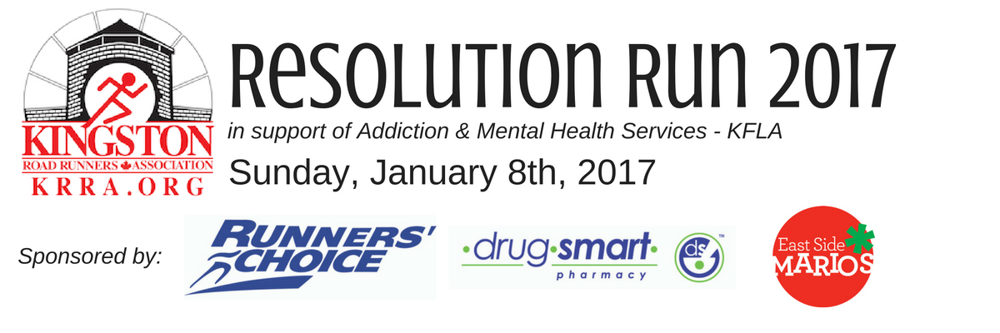 KINGSTON
ROAD RUNNERS ASSOCIATION
KRRA.ORG
ReSOLUTION RUN 2017
in support of Addiction & Mental Health Services - KFLA
Sunday, January 8th, 2017
Sponsored by:
RUNNERS'
CHOICE
drug smart
pharmacy
ds
TM
East Side
MARIOS